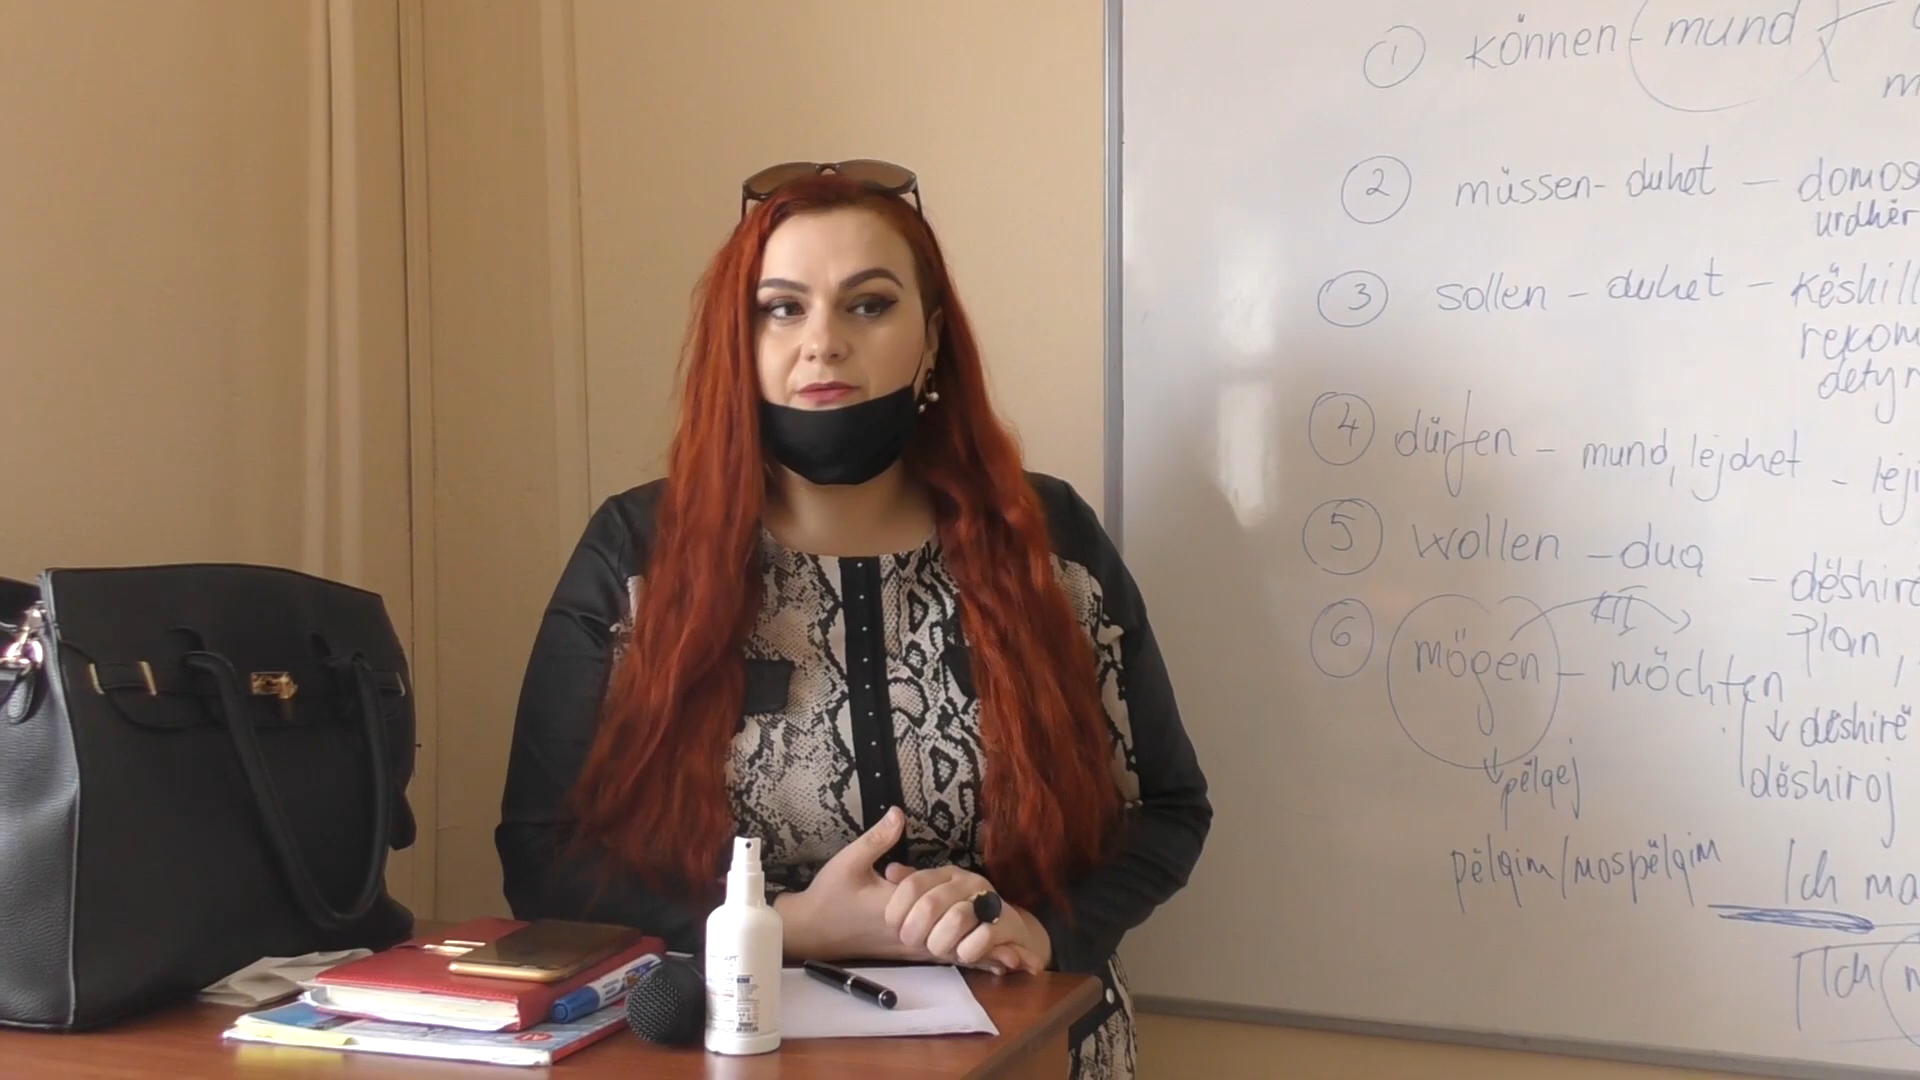 1 können - mund
2 müssen - duhet - domos
urdhër
3 sollen - duhet - këshill
rekom
detyr
4 dürfen - mund, lejohet - leji
5 wollen - dua - dëshirë
plan,
6 mögen - möchten
KII
dëshirë
pëlqej
dëshiroj
pëlqim/mospëlqim Ich ma
Ich